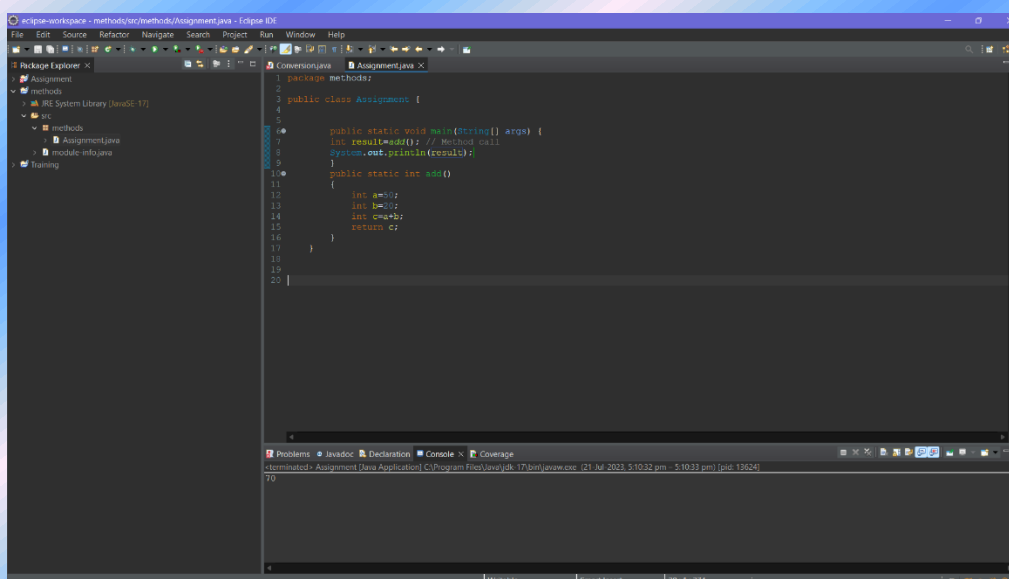 eclipse-workspace - methods/src/methods/Assignment.java - Eclipse IDE
File Edit Source Refactor Navigate Search Project Run Window Help
Package Explorer
Conversion.java
Assignment.java
Assignment
methods
JRE System Library [JavaSE-17]
src
methods
Assignment.java
module-info.java
Training
1 package methods;
2
3 public class Assignment {
4
5
6 public static void main(String[] args) {
7 int result=add(); // Method call
8 System.out.println(result);
9 }
10 public static int add()
11 {
12 int a=50;
13 int b=20;
14 int c=a+b;
15 return c;
16 }
17 }
18
19
20
Problems Javadoc Declaration Console Coverage
<terminated> Assignment [Java Application] C:\Program Files\Java\jdk-17\bin\javaw.exe (21-Jul-2023, 5:10:32 pm – 5:10:33 pm) [pid: 13624]
70